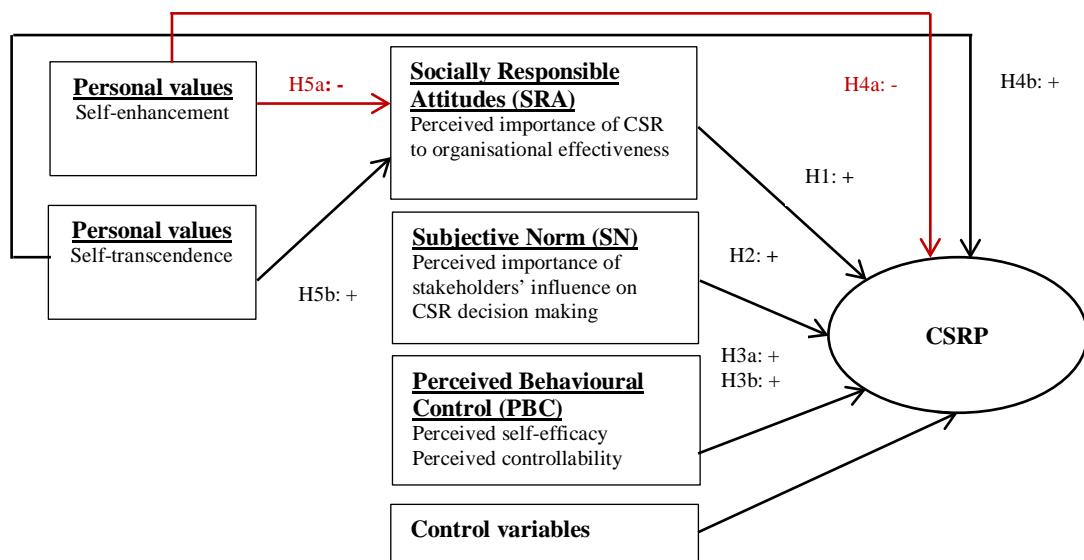 Personal values
Self-enhancement
H5a: -
Socially Responsible
Attitudes (SRA)
Perceived importance of CSR
to organisational effectiveness
H4a: -
H4b: +
H1: +
Personal values
Self-transcendence
H5b: +
Subjective Norm (SN)
Perceived importance of
stakeholders’ influence on
CSR decision making
H2: +
CSRP
H3a: +
H3b: +
Perceived Behavioural
Control (PBC)
Perceived self-efficacy
Perceived controllability
Control variables